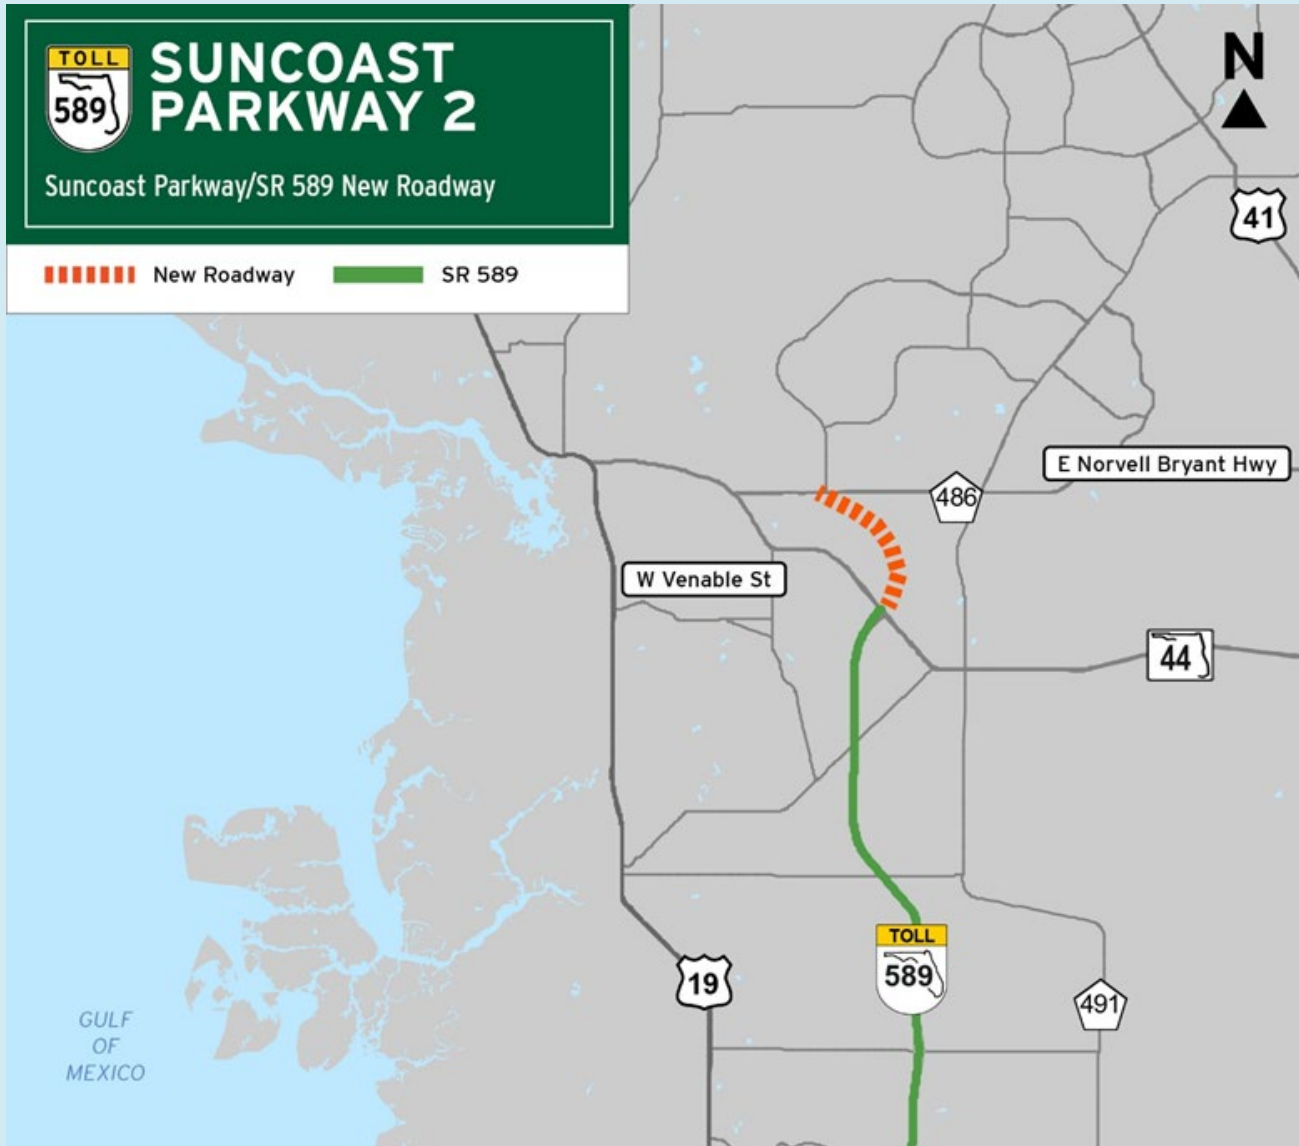 TOLL
589
SUNCOAST
PARKWAY 2
Suncoast Parkway/SR 589 New Roadway
New Roadway
SR 589
N
41
E Norvell Bryant Hwy
486
W Venable St
44
TOLL
589
19
491
GULF
OF
MEXICO